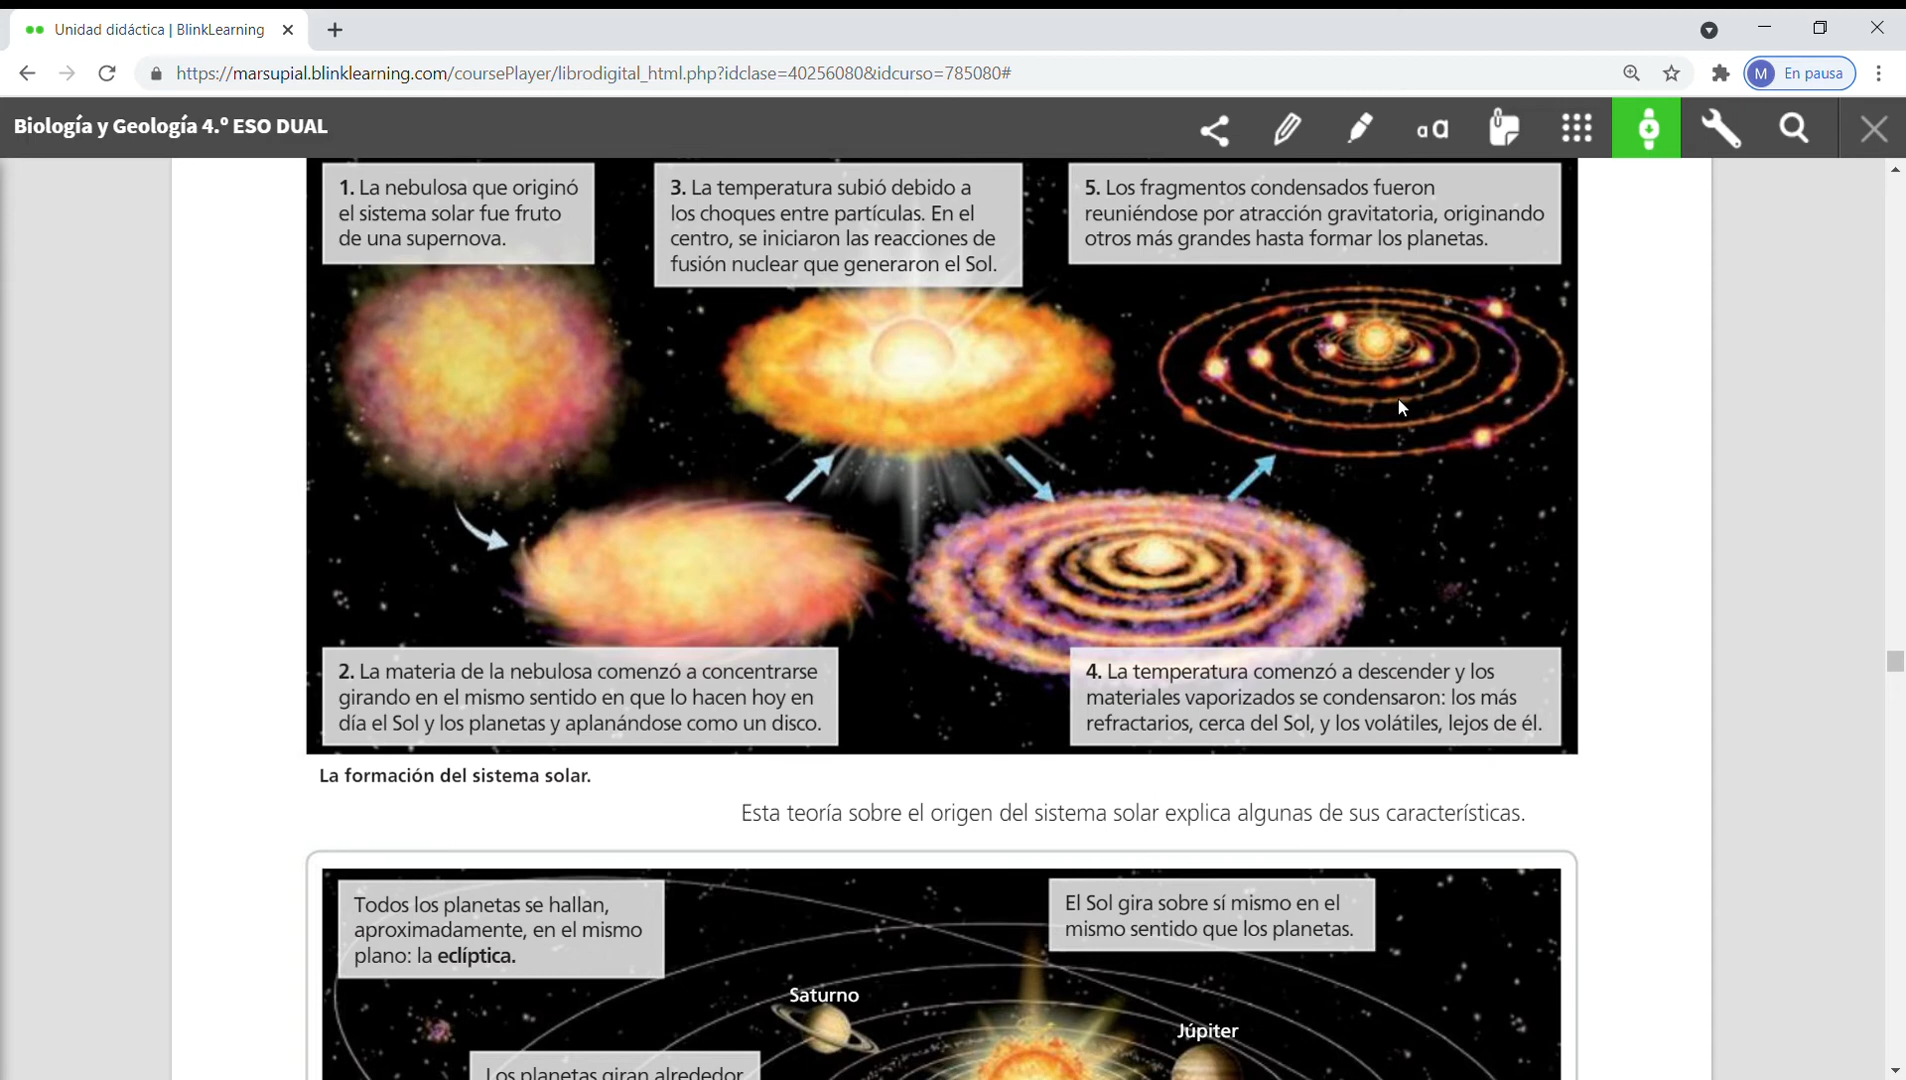 Unidad didáctica | BlinkLearning
https://marsupial.blinklearning.com/coursePlayer/librodigital_html.php?idclase=40256080&idcurso=785080#
M En pausa
Biología y Geología 4.º ESO DUAL
a a
1. La nebulosa que originó
el sistema solar fue fruto
de una supernova.
3. La temperatura subió debido a
los choques entre partículas. En el
centro, se iniciaron las reacciones de
fusión nuclear que generaron el Sol.
5. Los fragmentos condensados fueron
reuniéndose por atracción gravitatoria, originando
otros más grandes hasta formar los planetas.
2. La materia de la nebulosa comenzó a concentrarse
girando en el mismo sentido en que lo hacen hoy en
día el Sol y los planetas y aplanándose como un disco.
4. La temperatura comenzó a descender y los
materiales vaporizados se condensaron: los más
refractarios, cerca del Sol, y los volátiles, lejos de él.
La formación del sistema solar.
Esta teoría sobre el origen del sistema solar explica algunas de sus características.
Todos los planetas se hallan,
aproximadamente, en el mismo
plano: la eclíptica.
El Sol gira sobre sí mismo en el
mismo sentido que los planetas.
Saturno
Júpiter
Los planetas giran alrededor